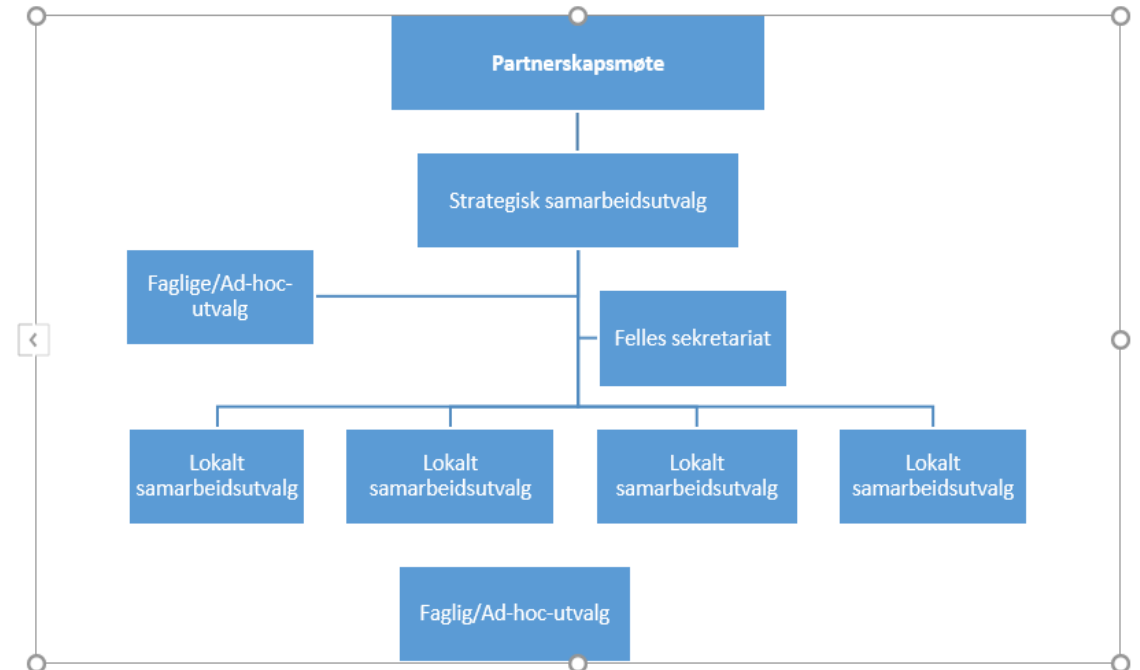 Partnerskapsmøte
Strategisk samarbeidsutvalg
Faglige/Ad-hoc-
utvalg
Felles sekretariat
Lokalt
samarbeidsutvalg
Lokalt
samarbeidsutvalg
Lokalt
samarbeidsutvalg
Lokalt
samarbeidsutvalg
Faglig/Ad-hoc-utvalg